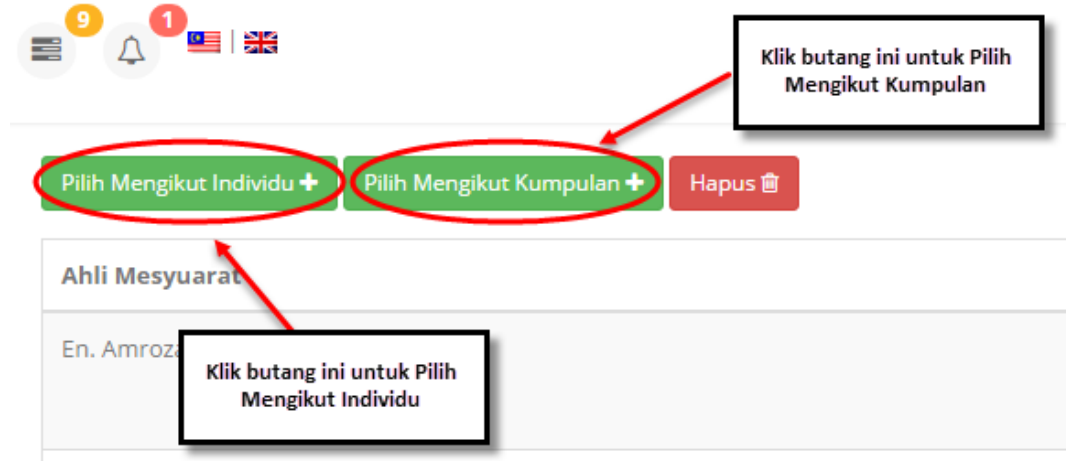 9
1
Klik butang ini untuk Pilih
Mengikut Kumpulan
Pilih Mengikut Individu
Pilih Mengikut Kumpulan
Hapus
Ahli Mesyuarat
En.
Klik butang ini untuk Pilih
Mengikut Individu